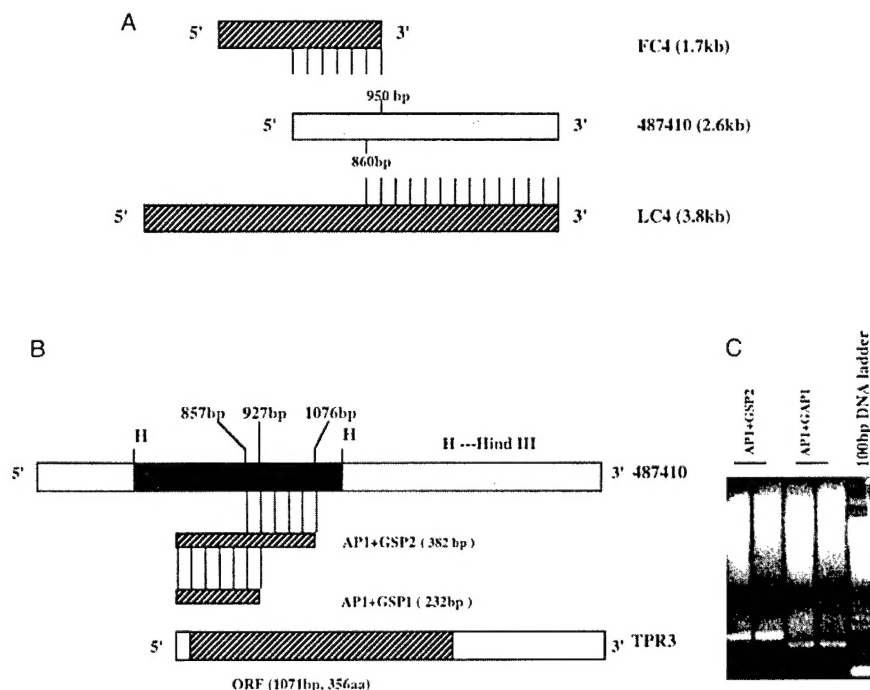 A
5' 3' FC4 (1.7kb)
950 bp
5' 3' 487410 (2.6kb)
860bp
5' 3' LC4 (3.8kb)
B
857bp 927bp 1076bp
H H H ---Hind III
5' 3' 487410
AP1+GSP2 (382 bp)
AP1+GSP1 (232bp)
5' 3' TPR3
ORF (1071bp, 356aa)
C
AP1+GSP2
AP1+GAP1
100bp DNA ladder